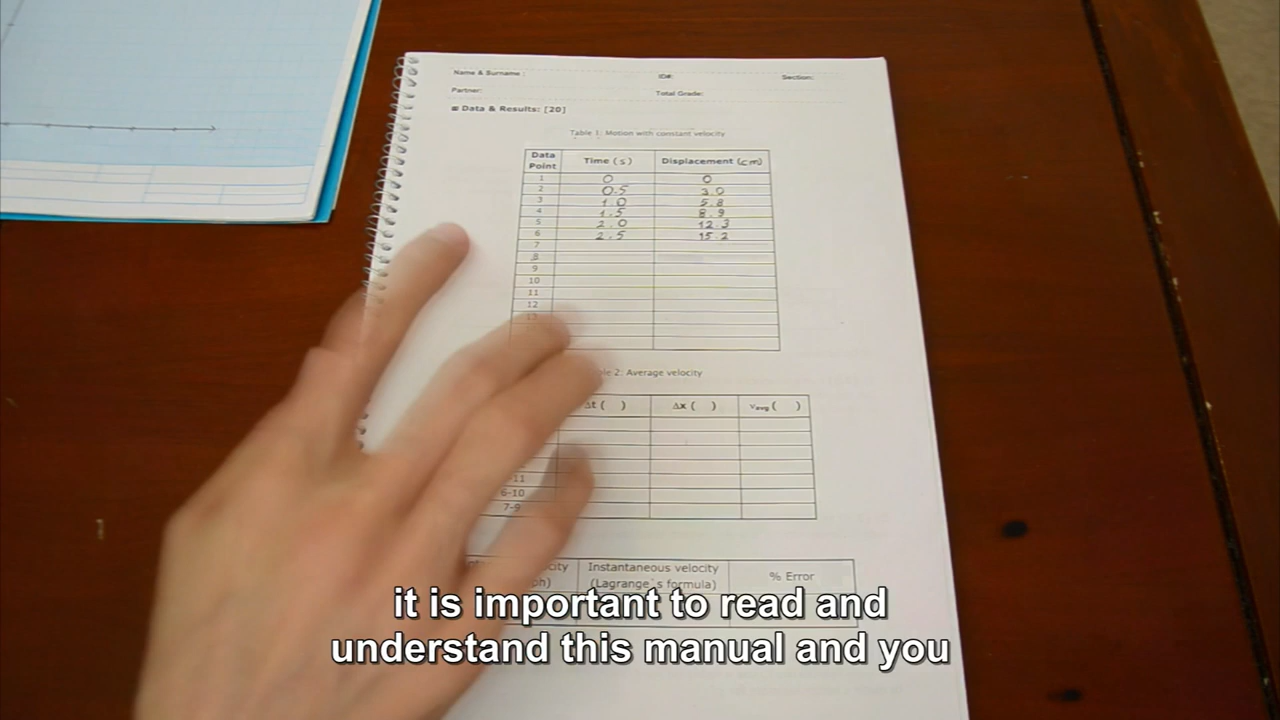 Name & Surname : ID#: Section:
Partner: Total Grade:
Data & Results: [20]
Table 1: Motion with constant velocity
Data Point Time (s) Displacement (cm)
1 0 0
2 0.5 3.0
3 1.0 5.8
4 1.5 8.9
5 2.0 12.3
6 2.5 15.2
7
8
9
10
11
12
2: Average velocity
Δt ( ) Δx ( ) vavg ( )
-11
6-10
7-9
Instantaneous velocity
(Lagrange`s formula)
% Error
it is important to read and
understand this manual and you